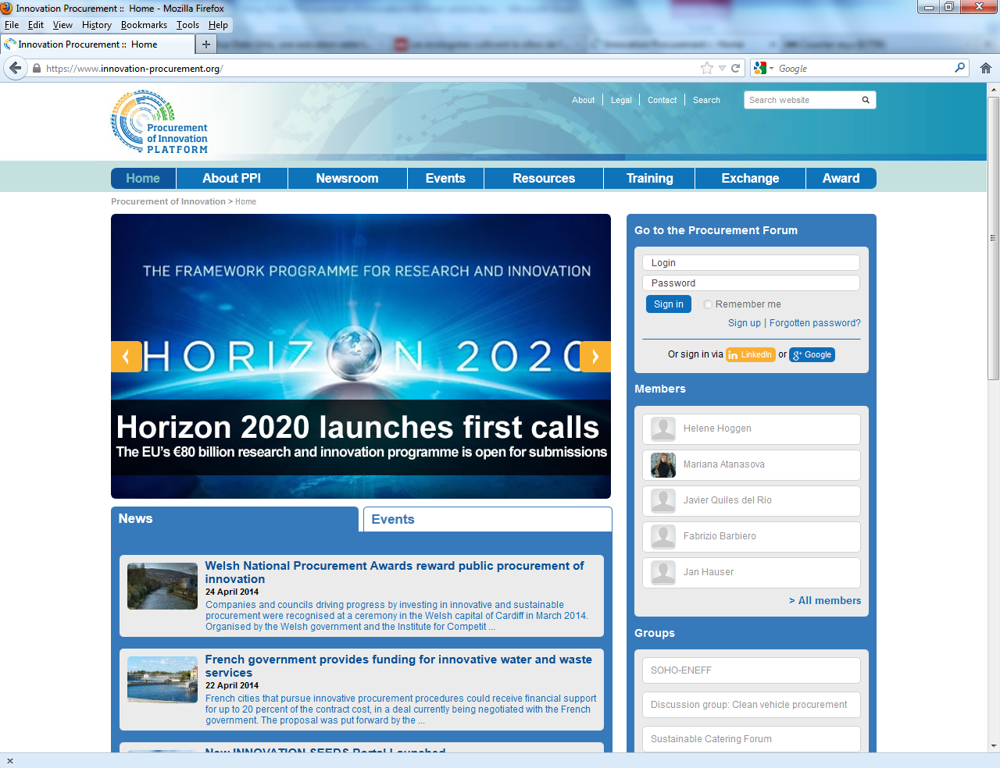 Innovation Procurement :: Home - Mozilla Firefox
File Edit View History Bookmarks Tools Help
Innovation Procurement :: Home
https://www.innovation-procurement.org/
Google
About Legal Contact Search
Search website
Procurement
of Innovation
PLATFORM
Home About PPI Newsroom Events Resources Training Exchange Award
Procurement of Innovation > Home
THE FRAMEWORK PROGRAMME FOR RESEARCH AND INNOVATION
HORIZON 2020
Horizon 2020 launches first calls
The EU's €80 billion research and innovation programme is open for submissions
News
Events
Welsh National Procurement Awards reward public procurement of
innovation
24 April 2014
Companies and councils driving progress by investing in innovative and sustainable
procurement were recognised at a ceremony in the Welsh capital of Cardiff in March 2014.
Organised by the Welsh government and the Institute for Competit ...
French government provides funding for innovative water and waste
services
22 April 2014
French cities that pursue innovative procurement procedures could receive financial support
for up to 20 percent of the contract cost, in a deal currently being negotiated with the French
government. The proposal was put forward by the ...
New INNOVATION SEEDS Portal Launched
Go to the Procurement Forum
Login
Password
Sign in
Remember me
Sign up | Forgotten password?
Or sign in via in LinkedIn or g+ Google
Members
Helene Hoggen
Mariana Atanasova
Javier Quiles del Rio
Fabrizio Barbiero
Jan Hauser
> All members
Groups
SOHO-ENEFF
Discussion group: Clean vehicle procurement
Sustainable Catering Forum